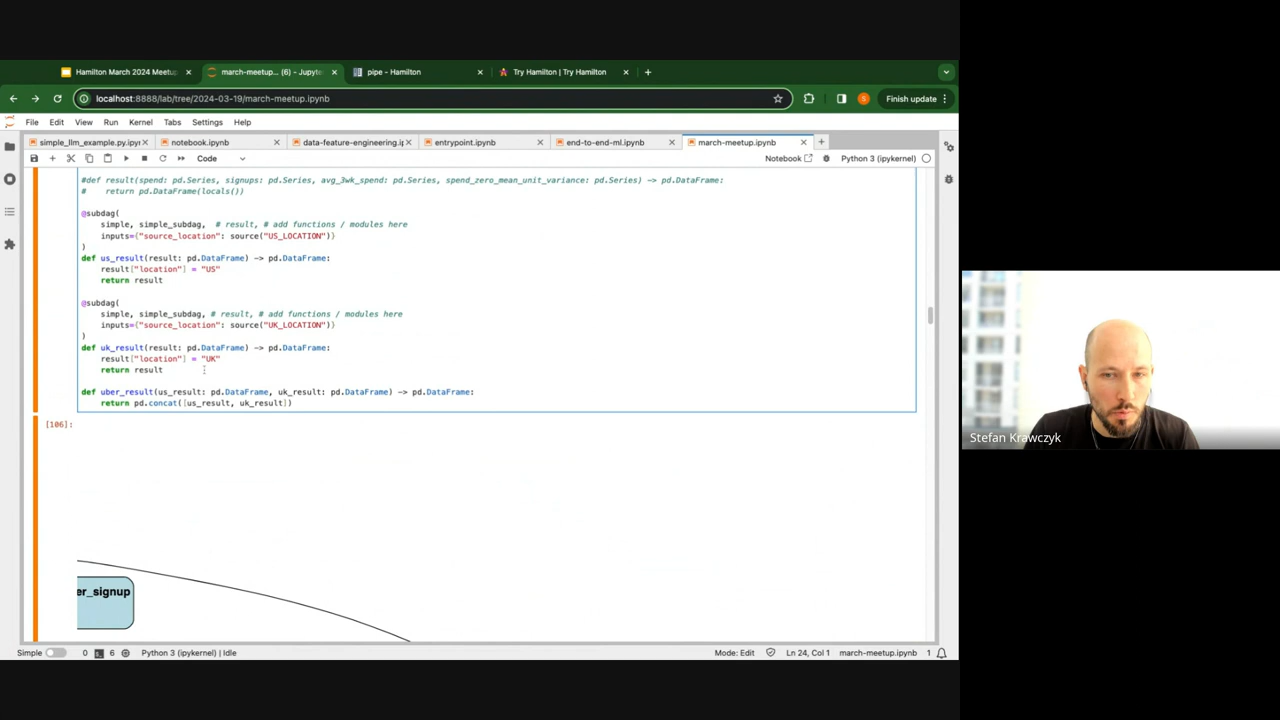 Hamilton March 2024 Meetu
march-meetup... (6) - Jupyte
pipe - Hamilton
Try Hamilton | Try Hamilton
localhost:8888/lab/tree/2024-03-19/march-meetup.ipynb
S
Finish update
File Edit View Run Kernel Tabs Settings Help
simple_llm_example.py.ipyr
notebook.ipynb
data-feature-engineering.ip
entrypoint.ipynb
end-to-end-ml.ipynb
march-meetup.ipynb
Code
Notebook
Python 3 (ipykernel)
#def result(spend: pd.Series, signups: pd.Series, avg_3wk_spend: pd.Series, spend_zero_mean_unit_variance: pd.Series) -> pd.DataFrame:
#    return pd.DataFrame(locals())
@subdag(
    simple, simple_subdag,  # result, # add functions / modules here
    inputs={"source_location": source("US_LOCATION")}
)
def us_result(result: pd.DataFrame) -> pd.DataFrame:
    result["location"] = "US"
    return result
@subdag(
    simple, simple_subdag, # result, # add functions / modules here
    inputs={"source_location": source("UK_LOCATION")}
)
def uk_result(result: pd.DataFrame) -> pd.DataFrame:
    result["location"] = "UK"
    return result
def uber_result(us_result: pd.DataFrame, uk_result: pd.DataFrame) -> pd.DataFrame:
    return pd.concat([us_result, uk_result])
[106]:
er_signup
Stefan Krawczyk
Simple
0
6
Python 3 (ipykernel) | Idle
Mode: Edit
Ln 24, Col 1
march-meetup.ipynb
1